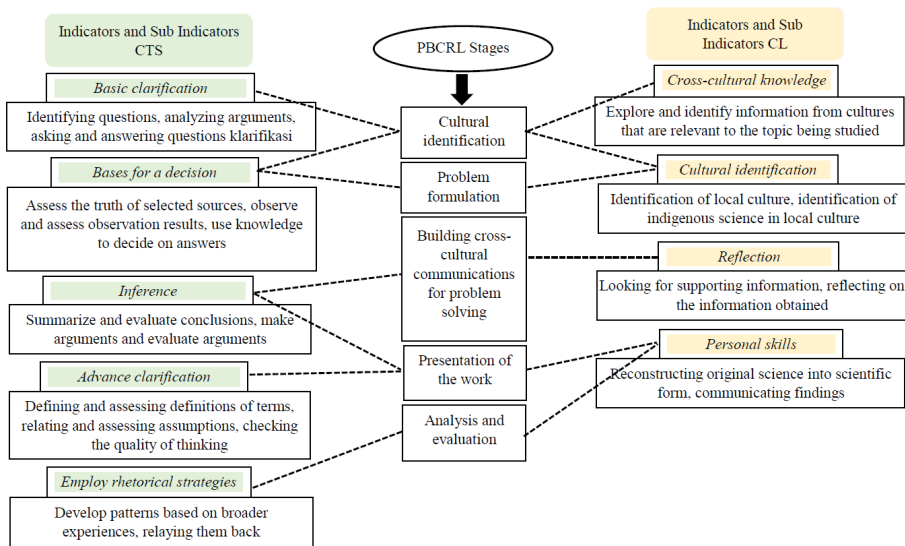 Indicators and Sub Indicators
CTS
Basic clarification
Identifying questions, analyzing arguments,
asking and answering questions klarifikasi
Bases for a decision
Assess the truth of selected sources, observe
and assess observation results, use knowledge
to decide on answers
Inference
Summarize and evaluate conclusions, make
arguments and evaluate arguments
Advance clarification
Defining and assessing definitions of terms,
relating and assessing assumptions, checking
the quality of thinking
Employ rhetorical strategies
Develop patterns based on broader
experiences, relaying them back
PBCRL Stages
Cultural
identification
Problem
formulation
Building cross-
cultural
communications
for problem
solving
Presentation of
the work
Analysis and
evaluation
Indicators and Sub
Indicators CL
Cross-cultural knowledge
Explore and identify information from cultures
that are relevant to the topic being studied
Cultural identification
Identification of local culture, identification of
indigenous science in local culture
Reflection
Looking for supporting information, reflecting on
the information obtained
Personal skills
Reconstructing original science into scientific
form, communicating findings